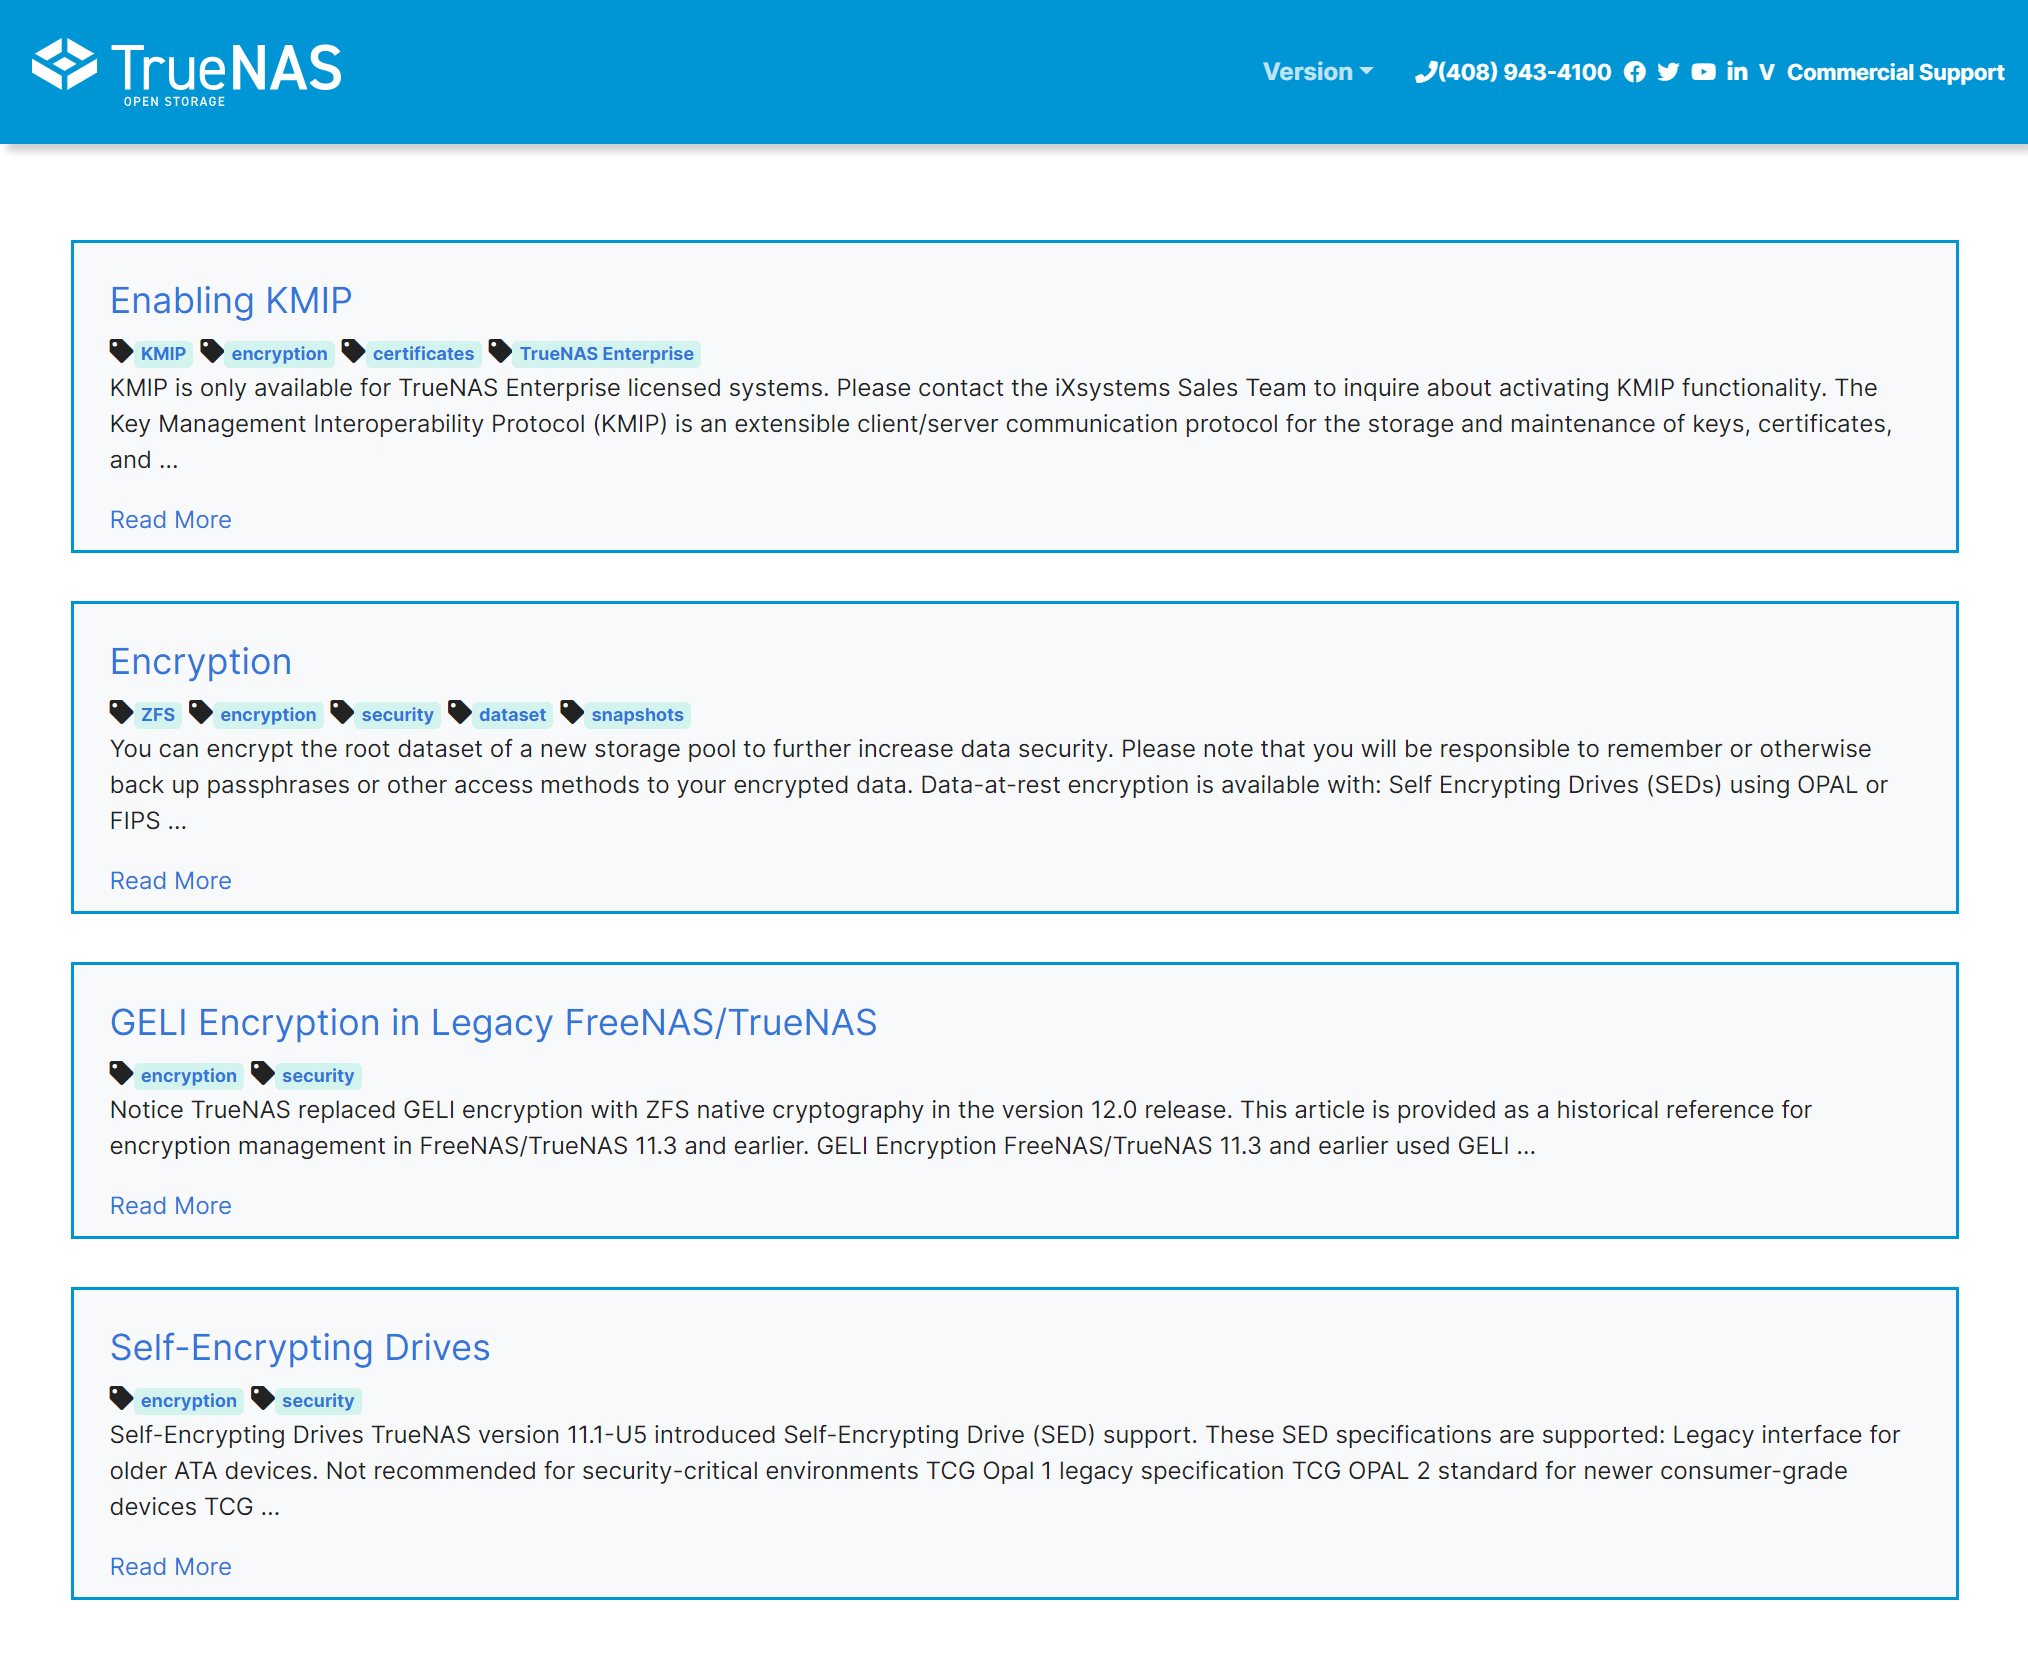 TrueNAS
OPEN STORAGE
Version
(408) 943-4100
V
Commercial Support
Enabling KMIP
KMIP encryption certificates TrueNAS Enterprise
KMIP is only available for TrueNAS Enterprise licensed systems. Please contact the iXsystems Sales Team to inquire about activating KMIP functionality. The
Key Management Interoperability Protocol (KMIP) is an extensible client/server communication protocol for the storage and maintenance of keys, certificates,
and ...
Read More
Encryption
ZFS encryption security dataset snapshots
You can encrypt the root dataset of a new storage pool to further increase data security. Please note that you will be responsible to remember or otherwise
back up passphrases or other access methods to your encrypted data. Data-at-rest encryption is available with: Self Encrypting Drives (SEDs) using OPAL or
FIPS ...
Read More
GELI Encryption in Legacy FreeNAS/TrueNAS
encryption security
Notice TrueNAS replaced GELI encryption with ZFS native cryptography in the version 12.0 release. This article is provided as a historical reference for
encryption management in FreeNAS/TrueNAS 11.3 and earlier. GELI Encryption FreeNAS/TrueNAS 11.3 and earlier used GELI ...
Read More
Self-Encrypting Drives
encryption security
Self-Encrypting Drives TrueNAS version 11.1-U5 introduced Self-Encrypting Drive (SED) support. These SED specifications are supported: Legacy interface for
older ATA devices. Not recommended for security-critical environments TCG Opal 1 legacy specification TCG OPAL 2 standard for newer consumer-grade
devices TCG ...
Read More